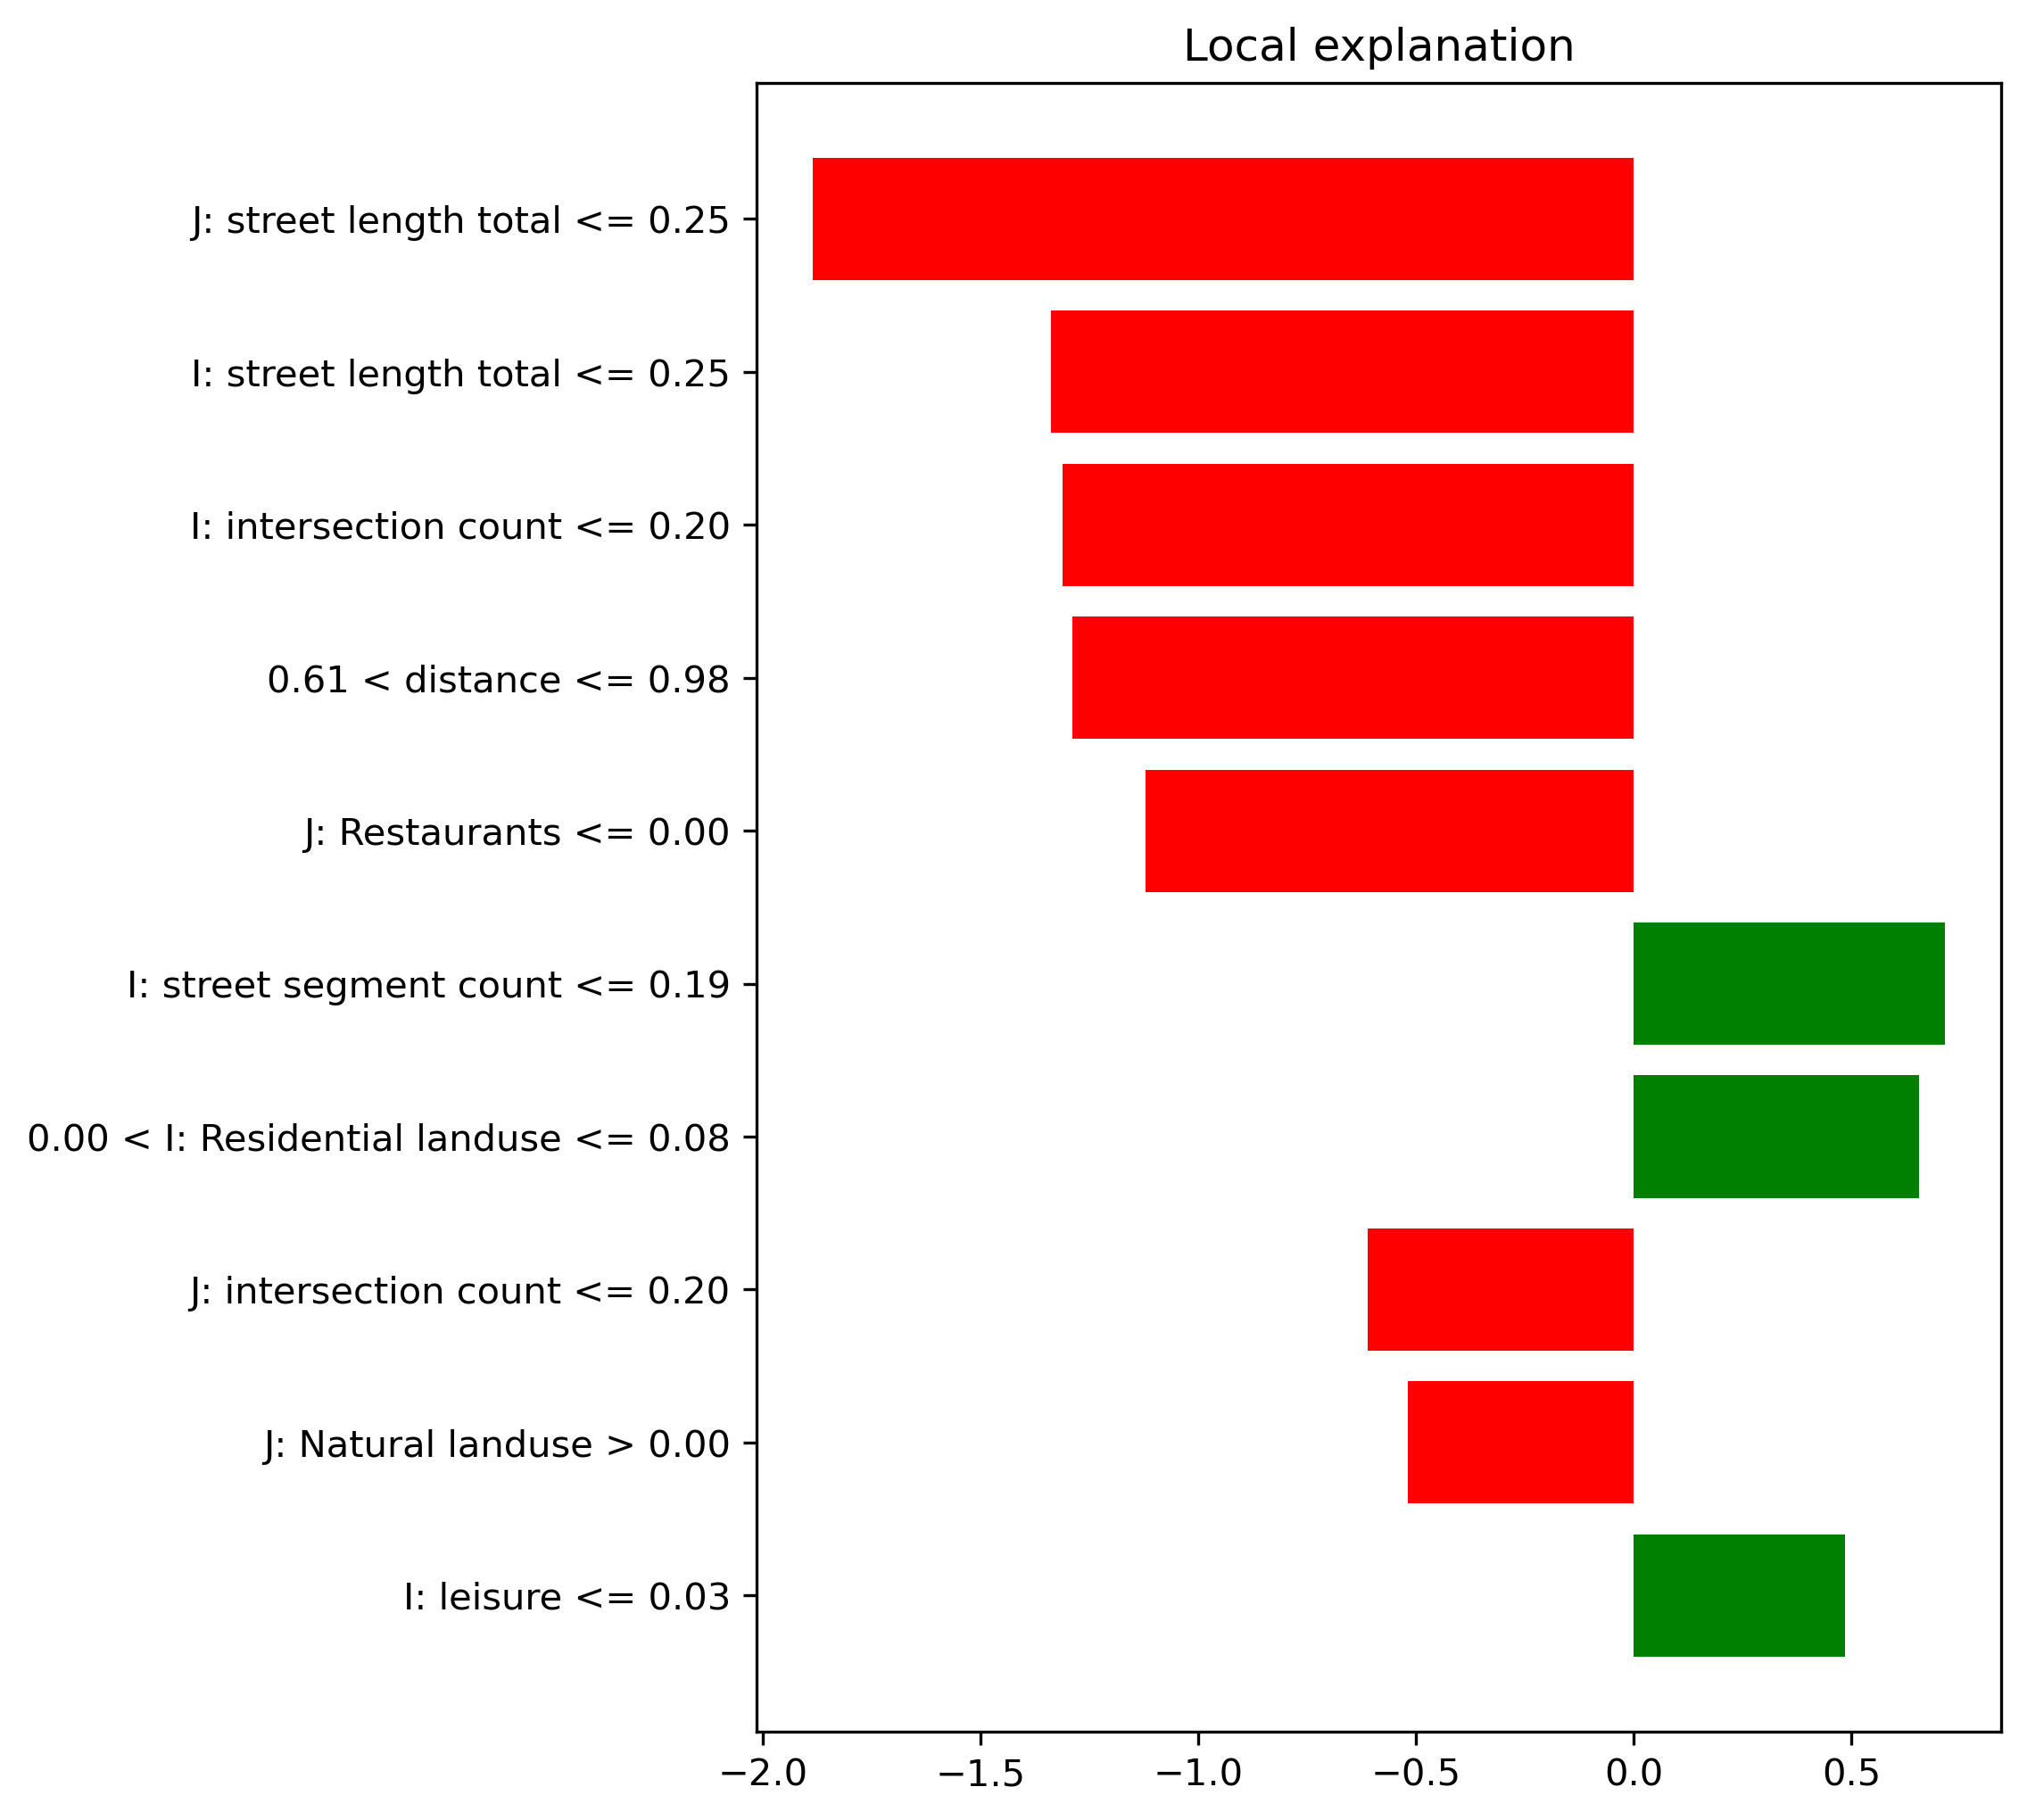 Local explanation
J: street length total <= 0.25
I: street length total <= 0.25
I: intersection count <= 0.20
0.61 < distance <= 0.98
J: Restaurants <= 0.00
I: street segment count <= 0.19
0.00 < I: Residential landuse <= 0.08
J: intersection count <= 0.20
J: Natural landuse > 0.00
I: leisure <= 0.03
−2.0 −1.5 −1.0 −0.5 0.0 0.5